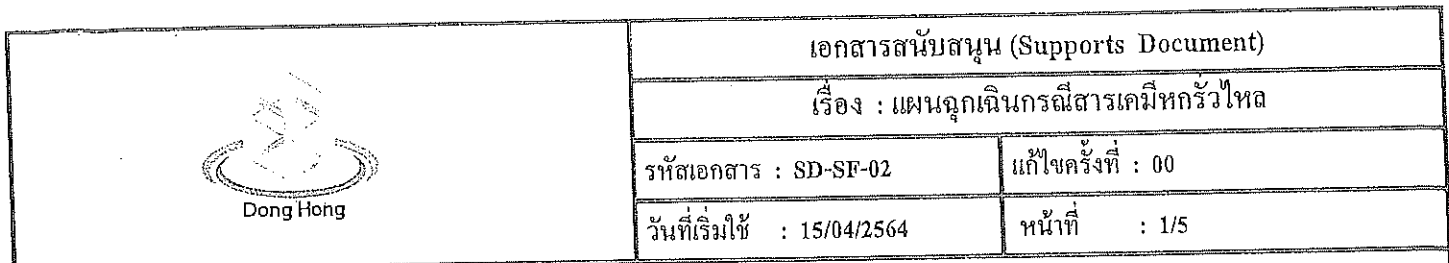 Dong Hong
เอกสารสนับสนุน (Supports Document)
เรื่อง : แผนฉุกเฉินกรณีสารเคมีหกรั่วไหล
รหัสเอกสาร : SD-SF-02
แก้ไขครั้งที่ : 00
วันที่เริ่มใช้ : 15/04/2564
หน้าที่ : 1/5